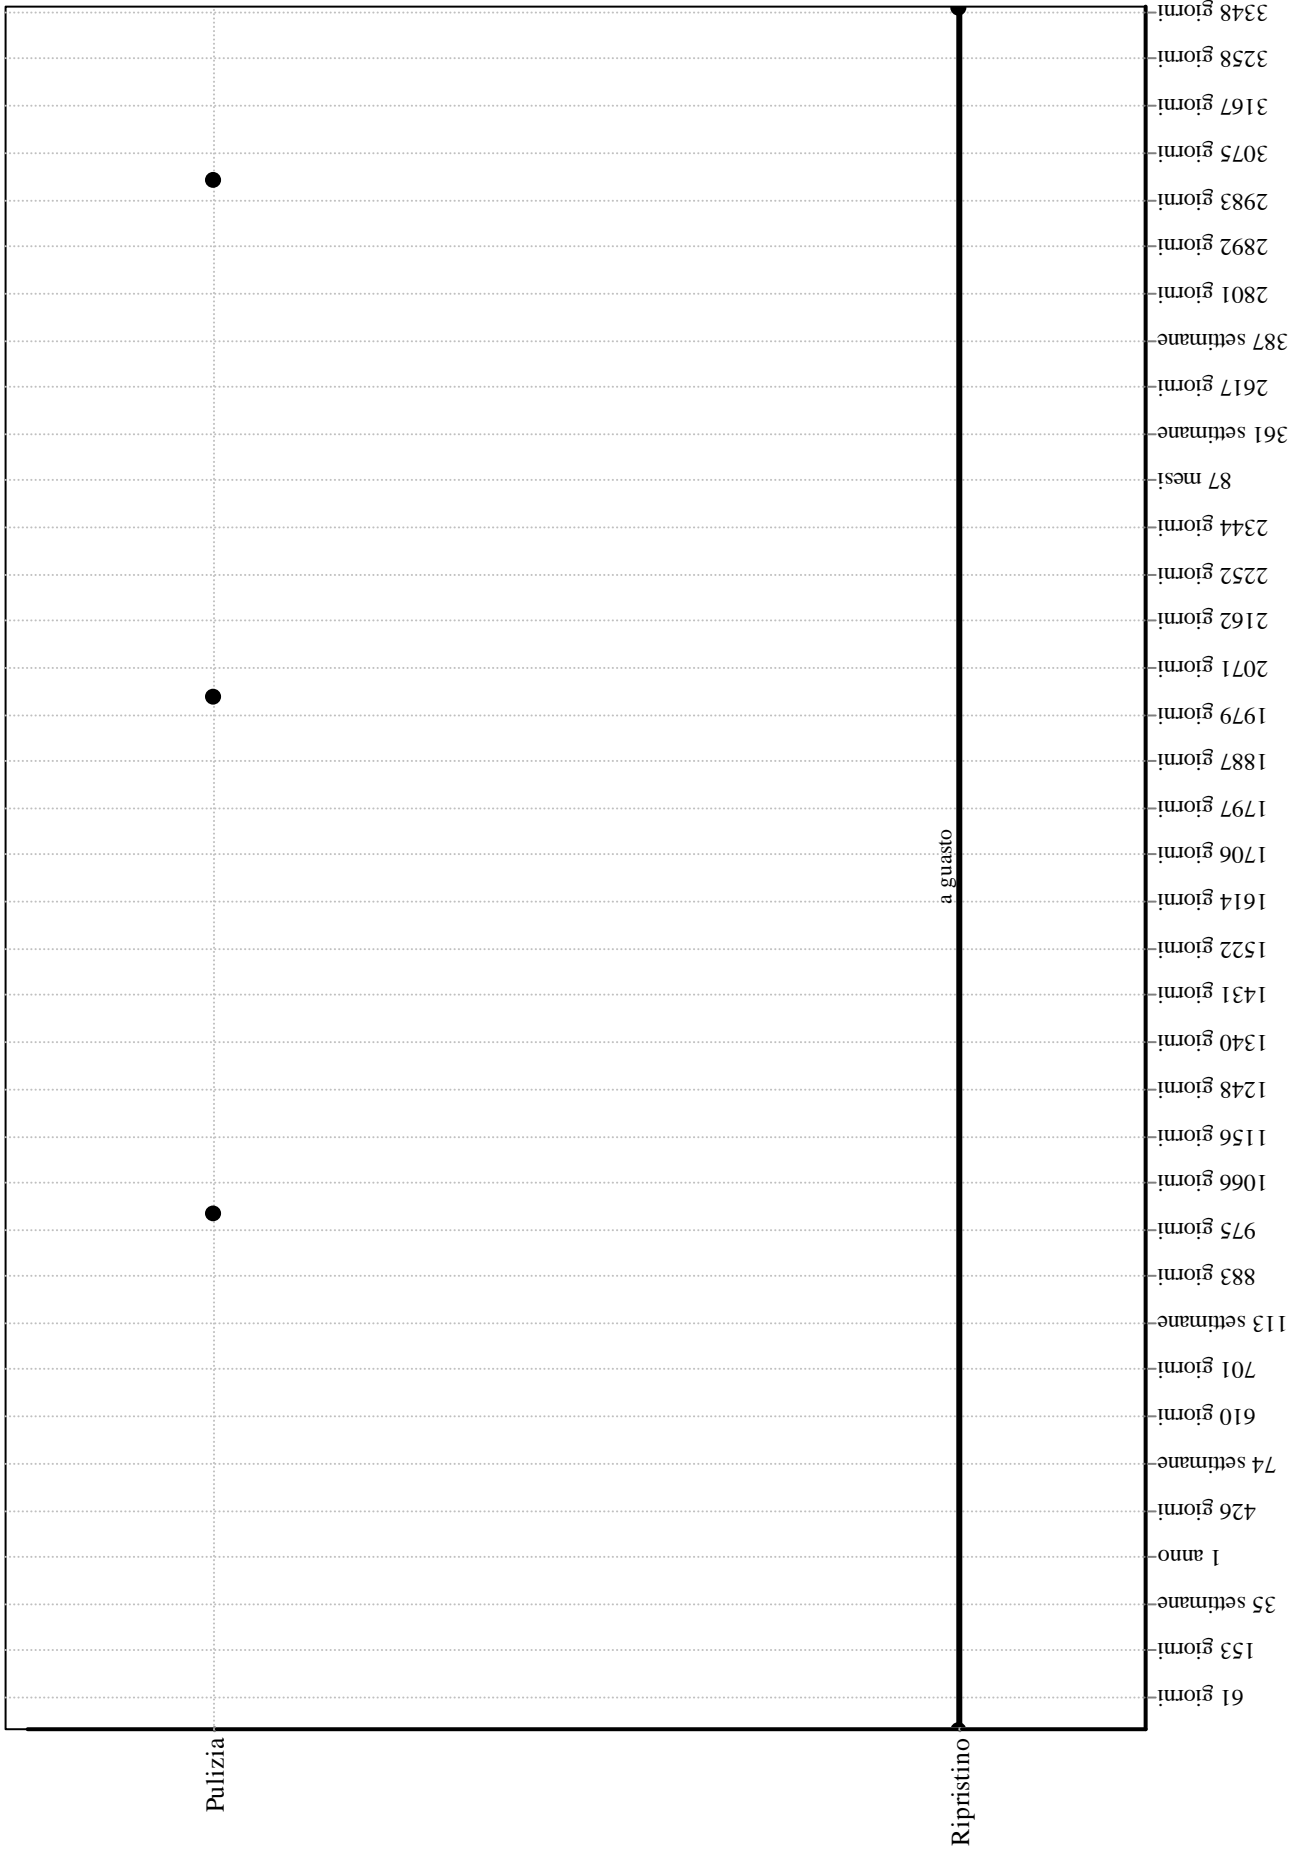 3348 giorni
3258 giorni
3167 giorni
3075 giorni
2983 giorni
2892 giorni
2801 giorni
387 settimane
2617 giorni
361 settimane
87 mesi
2344 giorni
2252 giorni
2162 giorni
2071 giorni
1979 giorni
1887 giorni
1797 giorni
1706 giorni
1614 giorni
1522 giorni
1431 giorni
1340 giorni
1248 giorni
1156 giorni
1066 giorni
975 giorni
883 giorni
113 settimane
701 giorni
610 giorni
74 settimane
426 giorni
1 anno
35 settimane
153 giorni
61 giorni
a guasto
Pulizia
Ripristino